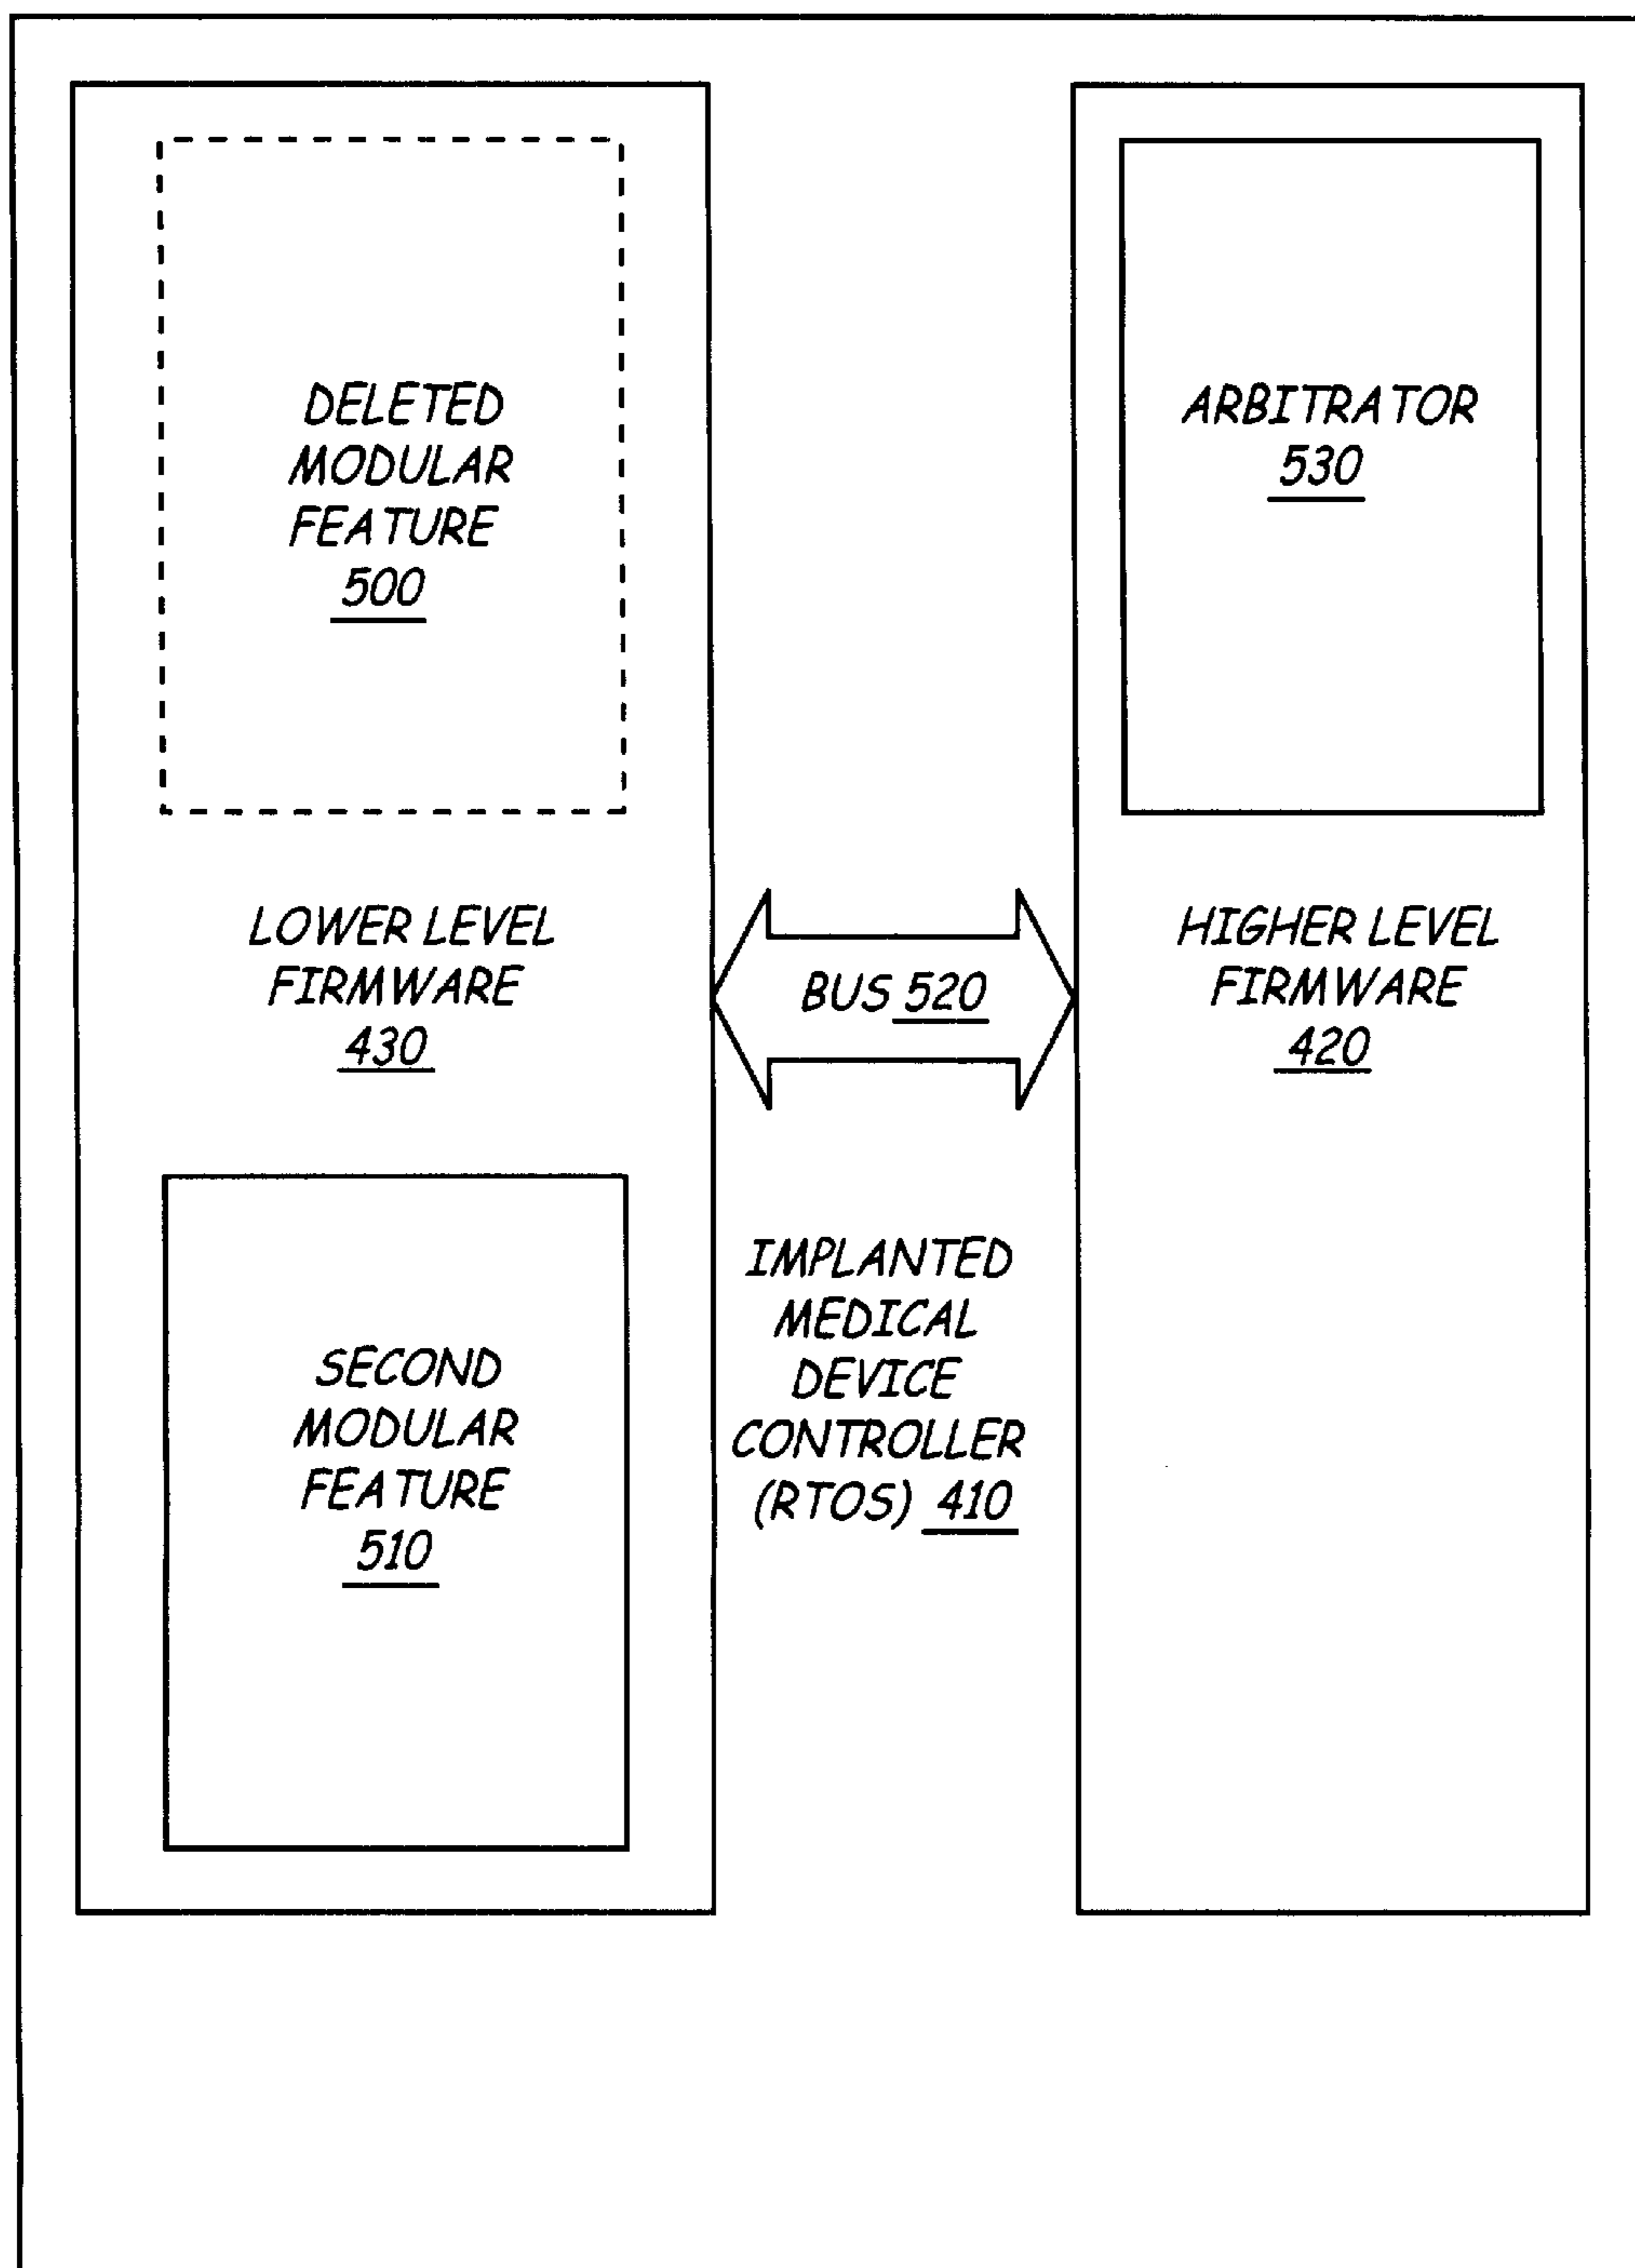 DELETED
MODULAR
FEATURE
500
ARBITRATOR
530
LOWER LEVEL
FIRMWARE
430
BUS 520
HIGHER LEVEL
FIRMWARE
420
SECOND
MODULAR
FEATURE
510
IMPLANTED
MEDICAL
DEVICE
CONTROLLER
(RTOS) 410